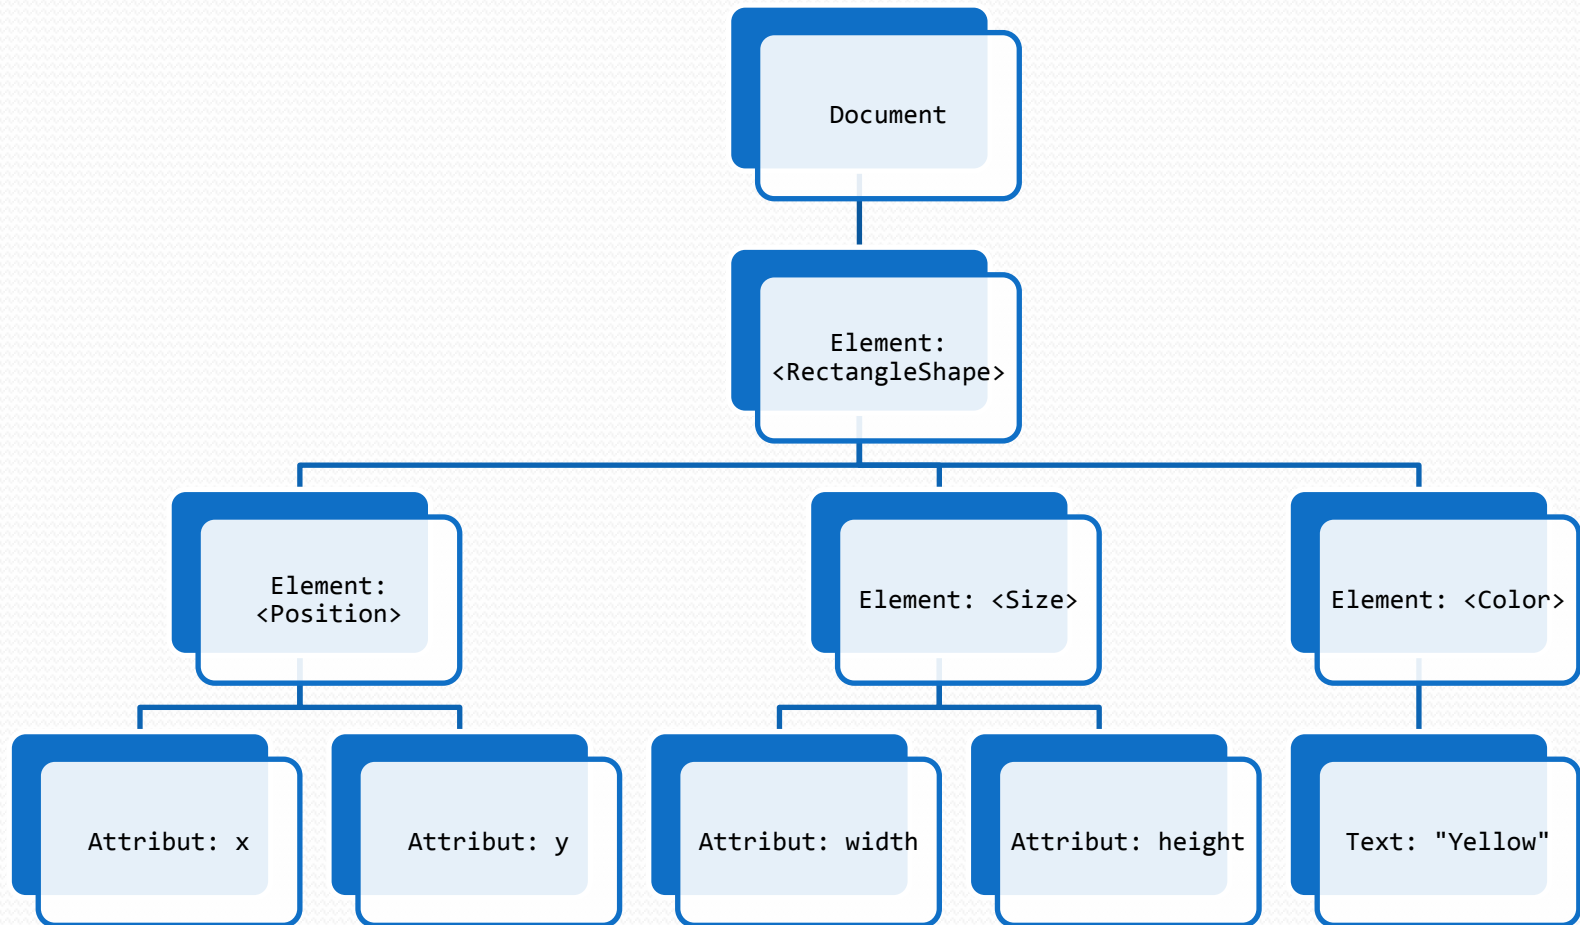 Document
Element:
<RectangleShape>
Element:
<Position>
Element: <Size>
Element: <Color>
Attribut: x
Attribut: y
Attribut: width
Attribut: height
Text: "Yellow"